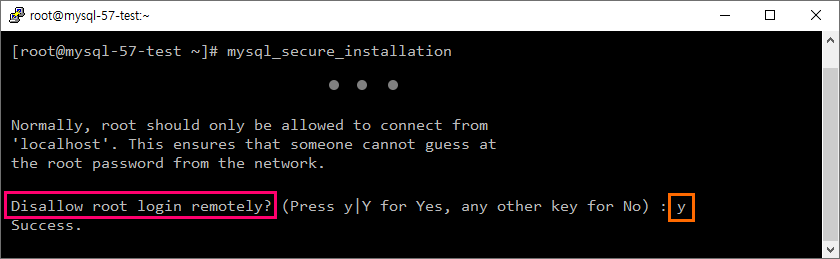 root@mysql-57-test:~
[root@mysql-57-test ~]# mysql_secure_installation
Normally, root should only be allowed to connect from
'localhost'. This ensures that someone cannot guess at
the root password from the network.
Disallow root login remotely? (Press y|Y for Yes, any other key for No) : y
Success.